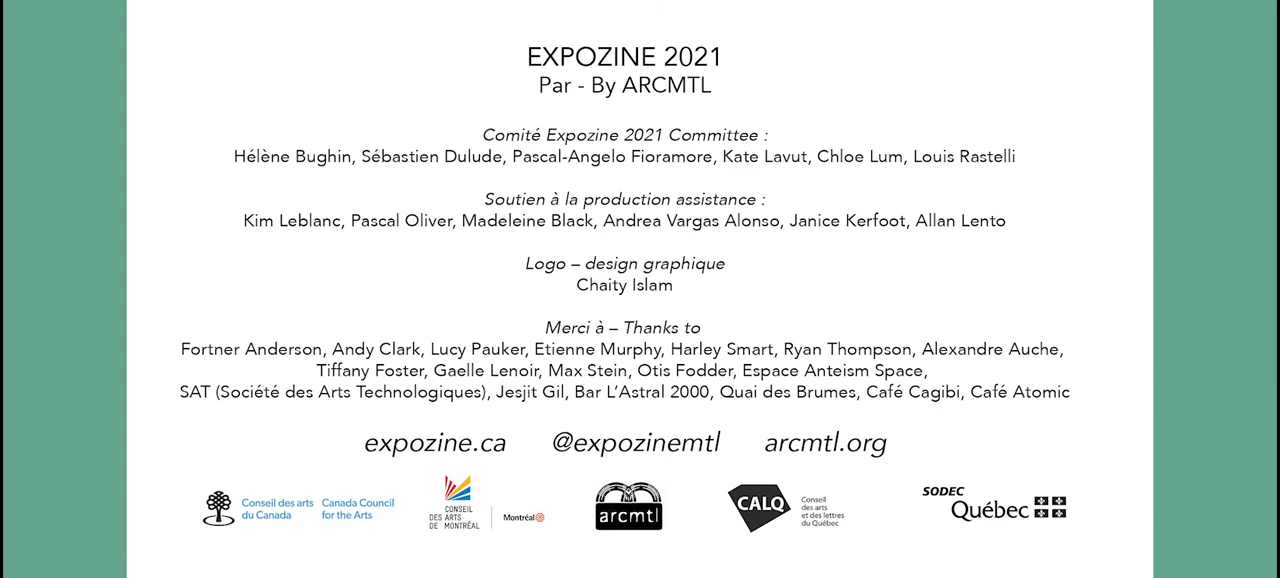 EXPOZINE 2021
Par - By ARCMTL
Comité Expozine 2021 Committee :
Hélène Bughin, Sébastien Dulude, Pascal-Angelo Fioramore, Kate Lavut, Chloe Lum, Louis Rastelli
Soutien à la production assistance :
Kim Leblanc, Pascal Oliver, Madeleine Black, Andrea Vargas Alonso, Janice Kerfoot, Allan Lento
Logo – design graphique
Chaity Islam
Merci à – Thanks to
Fortner Anderson, Andy Clark, Lucy Pauker, Etienne Murphy, Harley Smart, Ryan Thompson, Alexandre Auche,
Tiffany Foster, Gaelle Lenoir, Max Stein, Otis Fodder, Espace Anteism Space,
SAT (Société des Arts Technologiques), Jesjit Gil, Bar L'Astral 2000, Quai des Brumes, Café Cagibi, Café Atomic
expozine.ca @expozinemtl arcmtl.org
Conseil des arts
du Canada
Canada Council
for the Arts
CONSEIL
DES ARTS
DE MONTRÉAL
Montréal
arcmtl
CALQ
Conseil
des arts
et des lettres
du Québec
SODEC
Québec